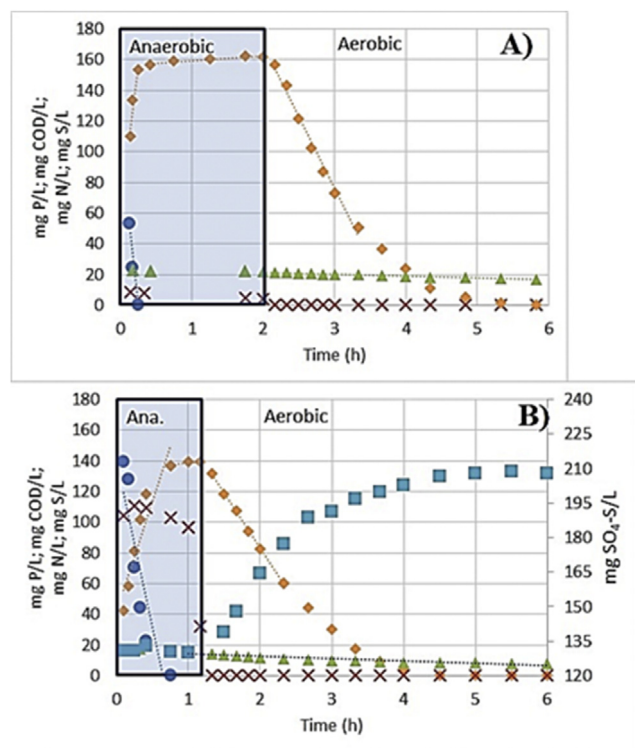 A)
Anaerobic
Aerobic
180
160
140
120
100
80
60
40
20
0
mg P/L; mg COD/L;
mg N/L; mg S/L
0 1 2 3 4 5 6
Time (h)
B)
Ana.
Aerobic
180
160
140
120
100
80
60
40
20
0
mg P/L; mg COD/L;
mg N/L; mg S/L
240
225
210
195
180
165
150
135
120
mg SO₄-S/L
0 1 2 3 4 5 6
Time (h)